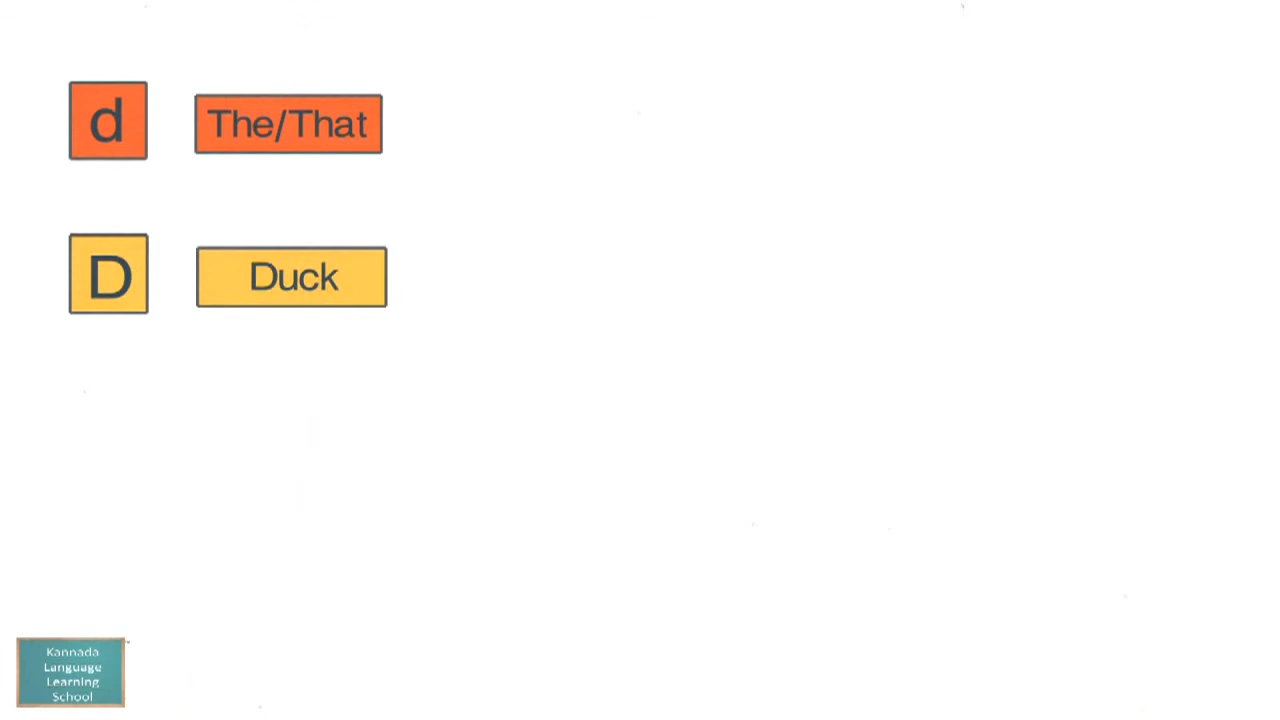 d
The/That
D
Duck
Kannada
Language
Learning
School